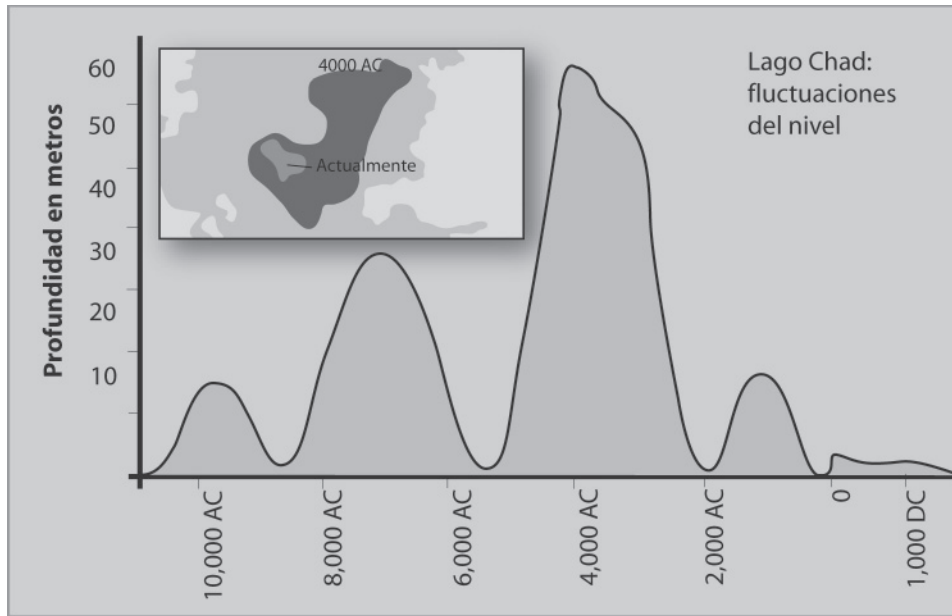 Lago Chad:
fluctuaciones
del nivel
4000 AC
Actualmente
Profundidad en metros
60
50
40
30
20
10
10,000 AC
8,000 AC
6,000 AC
4,000 AC
2,000 AC
0
1,000 DC